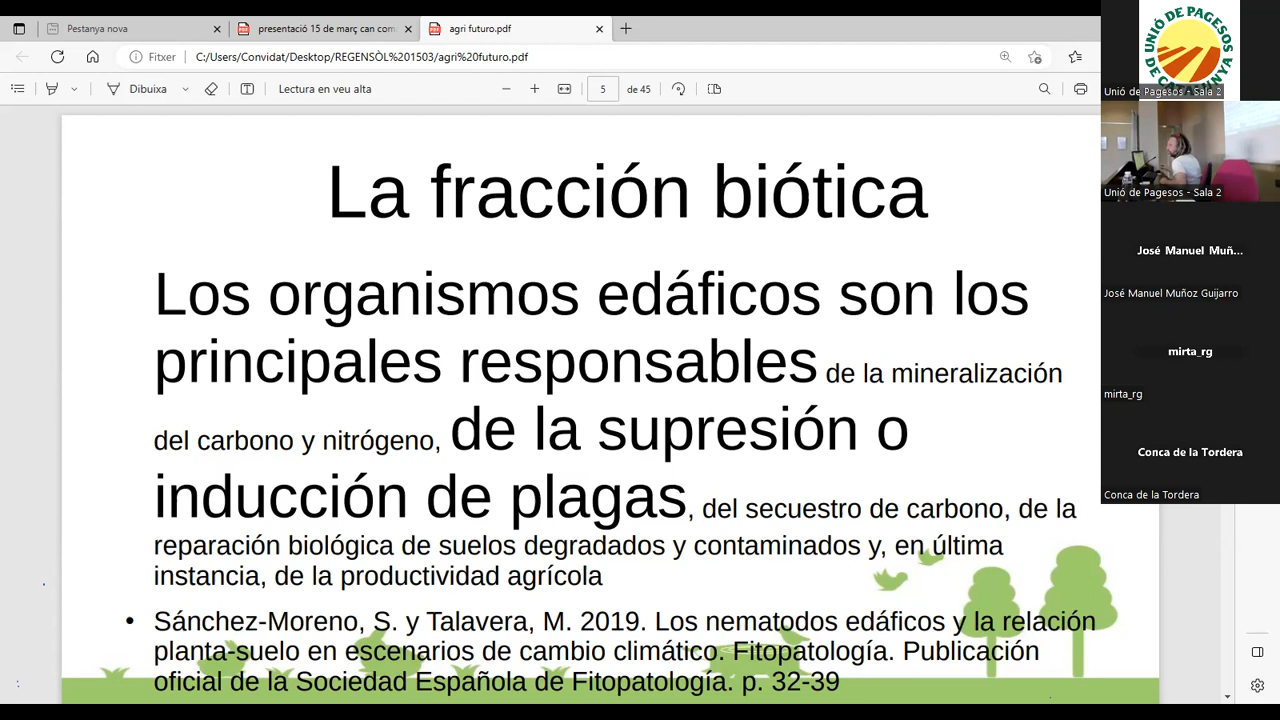 Pestanya nova
presentació 15 de març can com
agri futuro.pdf
Fitxer
C:/Users/Convidat/Desktop/REGENSÒL%201503/agri%20futuro.pdf
Dibuixa
Lectura en veu alta
5
de 45
La fracción biótica
Los organismos edáficos son los
principales responsables de la mineralización
del carbono y nitrógeno, de la supresión o
inducción de plagas, del secuestro de carbono, de la
reparación biológica de suelos degradados y contaminados y, en última
instancia, de la productividad agrícola
• Sánchez-Moreno, S. y Talavera, M. 2019. Los nematodos edáficos y la relación
planta-suelo en escenarios de cambio climático. Fitopatología. Publicación
oficial de la Sociedad Española de Fitopatología. p. 32-39
UNIÓ DE PAGESOS
DE CATALUNYA
Unió de Pagesos - Sala 2
Unió de Pagesos - Sala 2
José Manuel Muñ...
José Manuel Muñoz Guijarro
mirta_rg
mirta_rg
Conca de la Tordera
Conca de la Tordera